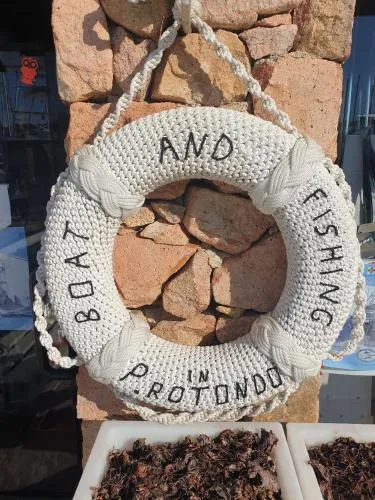 BOAT
AND
FISHING
IN
P.ROTONDO